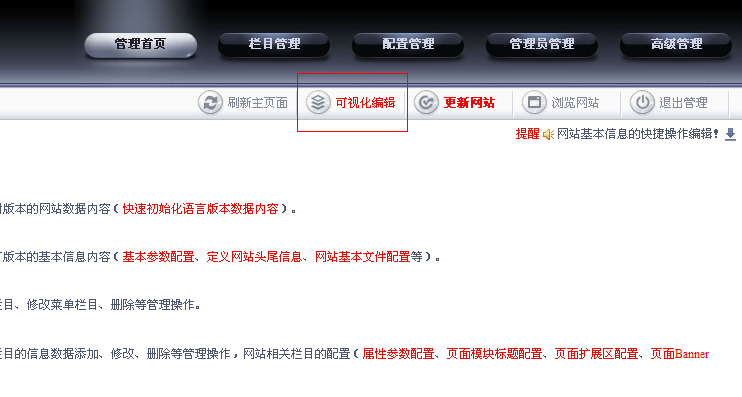 管理首页 栏目管理 配置管理 管理员管理 高级管理
刷新主页面 可视化编辑 更新网站 浏览网站 退出管理
提醒 网站基本信息的快捷操作编辑！
版本的网站数据内容（快速初始化语言版本数据内容）。
版本的基本信息内容（基本参数配置、定义网站头尾信息、网站基本文件配置等）。
栏目、修改菜单栏目、删除等管理操作。
栏目的信息数据添加、修改、删除等管理操作，网站相关栏目的配置（属性参数配置、页面模块标题配置、页面扩展区配置、页面Banner